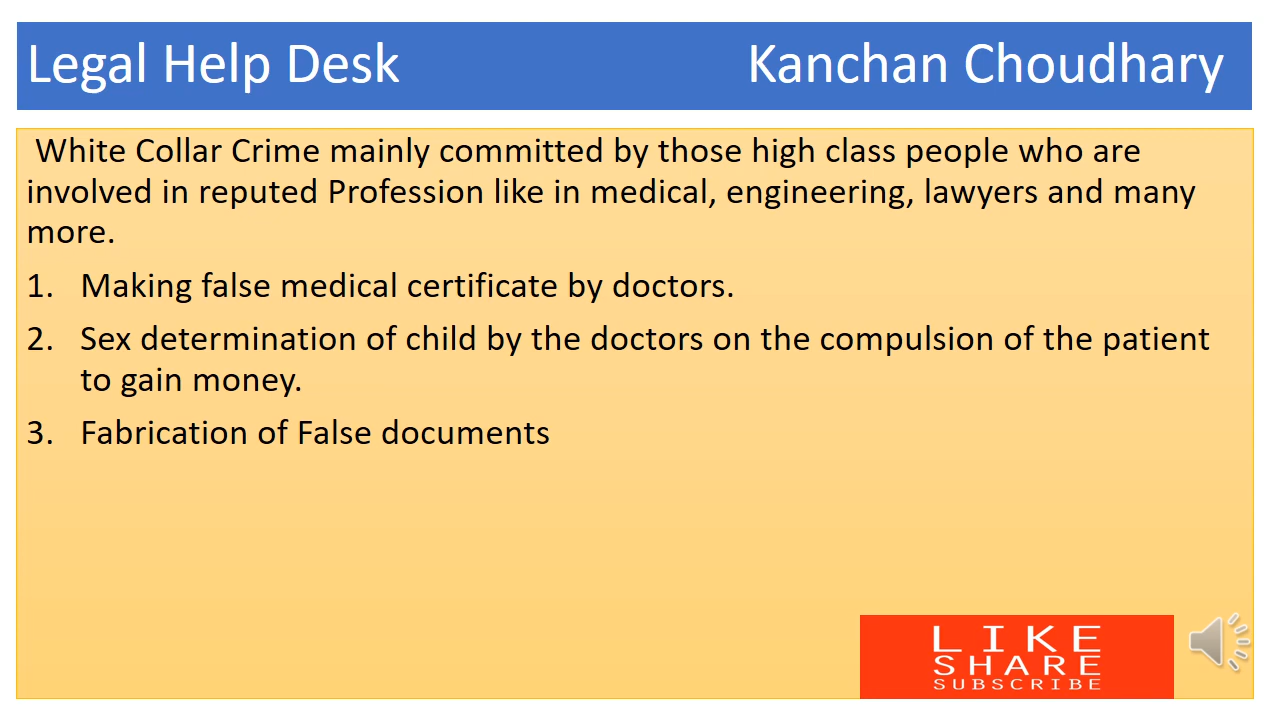 Legal Help Desk Kanchan Choudhary
White Collar Crime mainly committed by those high class people who are
involved in reputed Profession like in medical, engineering, lawyers and many
more.
1. Making false medical certificate by doctors.
2. Sex determination of child by the doctors on the compulsion of the patient
to gain money.
3. Fabrication of False documents
LIKE
SHARE
SUBSCRIBE